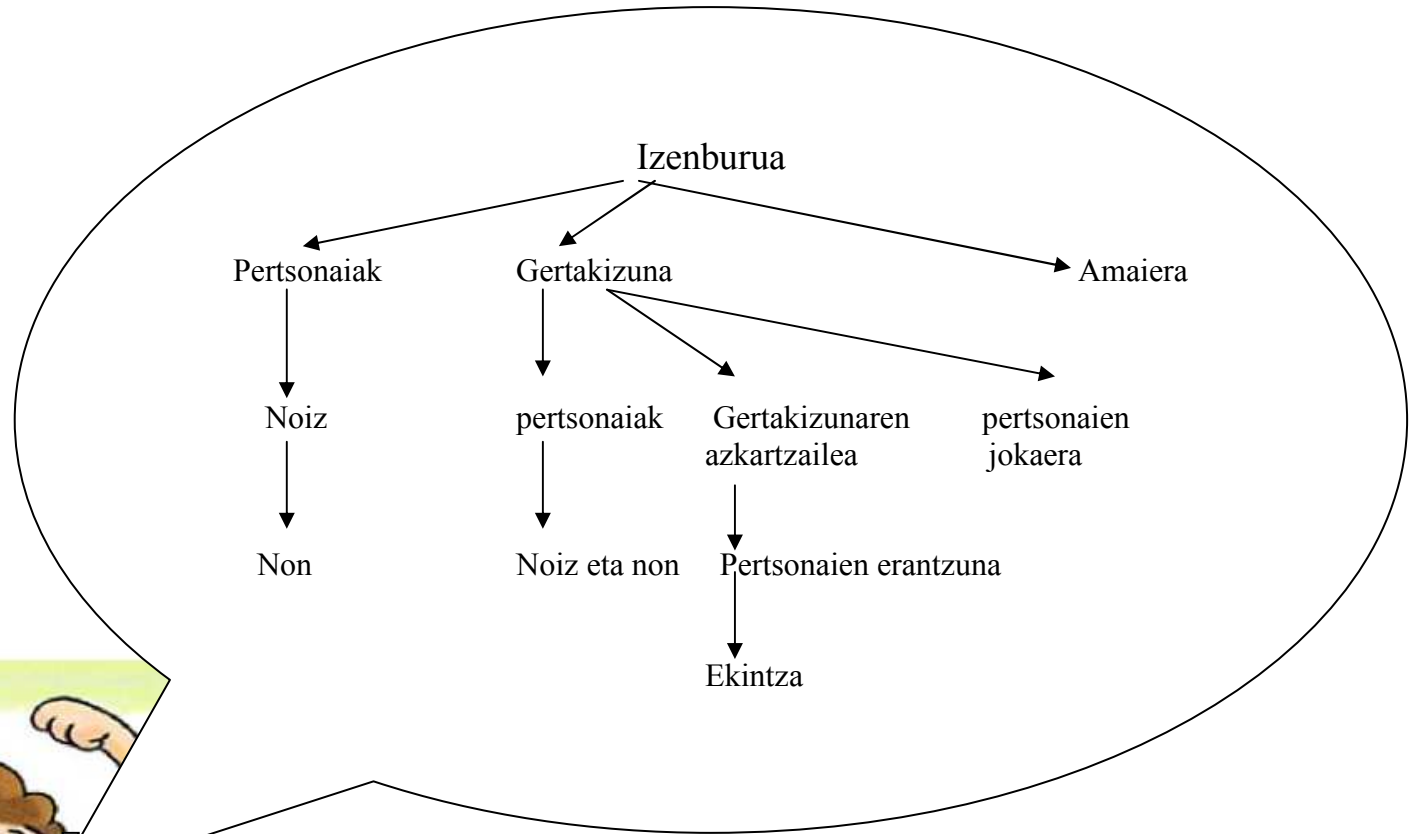 Izenburua
Pertsonaiak Gertakizuna Amaiera
Noiz pertsonaiak Gertakizunaren pertsonaien
azkartzailea jokaera
Non Noiz eta non Pertsonaien erantzuna
Ekintza